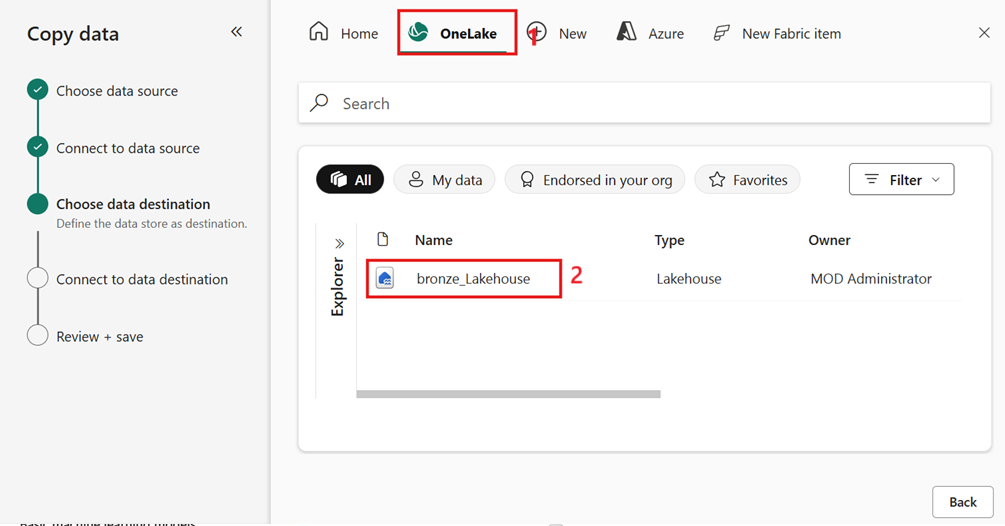 Copy data
Choose data source
Connect to data source
Choose data destination
Define the data store as destination.
Connect to data destination
Review + save
Home OneLake 1 New Azure New Fabric item
Search
All My data Endorsed in your org Favorites Filter
Explorer
Name Type Owner
bronze_Lakehouse 2 Lakehouse MOD Administrator
Back